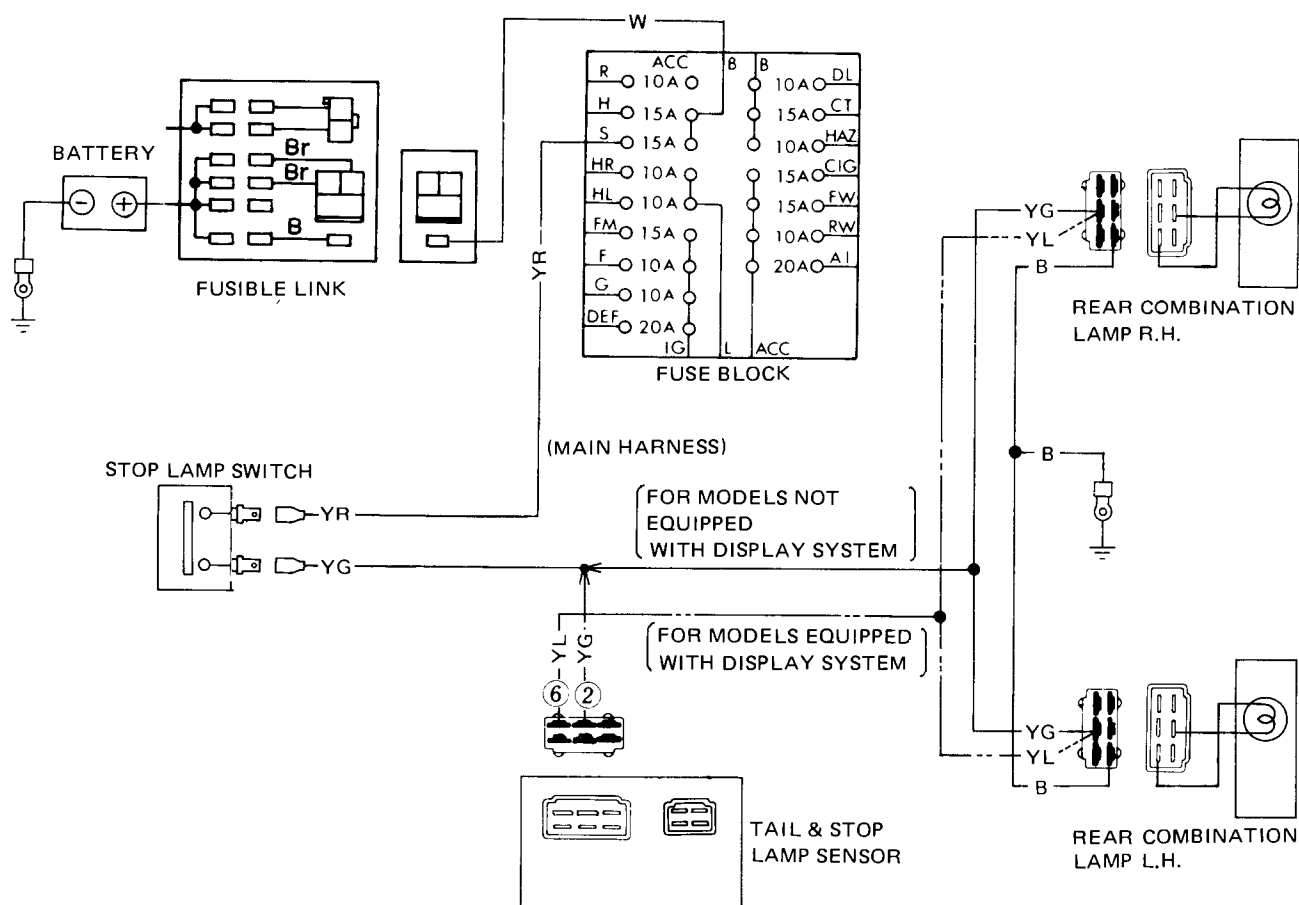 W
ACC B B
R 10A 10A DL
H 15A 15A CT
S 15A 10A HAZ
HR 10A 15A CIG
HL 10A 15A FW
FM 15A 10A RW
F 10A 20A AI
G 10A
DEF 20A
IG L ACC
FUSE BLOCK
BATTERY
- +
Br
Br
B
FUSIBLE LINK
YR
YG
YL
B
REAR COMBINATION
LAMP R.H.
B
(MAIN HARNESS)
STOP LAMP SWITCH
YR
YG
FOR MODELS NOT
EQUIPPED
WITH DISPLAY SYSTEM
FOR MODELS EQUIPPED
WITH DISPLAY SYSTEM
YL
YG
6 2
YG
YL
B
TAIL & STOP
LAMP SENSOR
REAR COMBINATION
LAMP L.H.